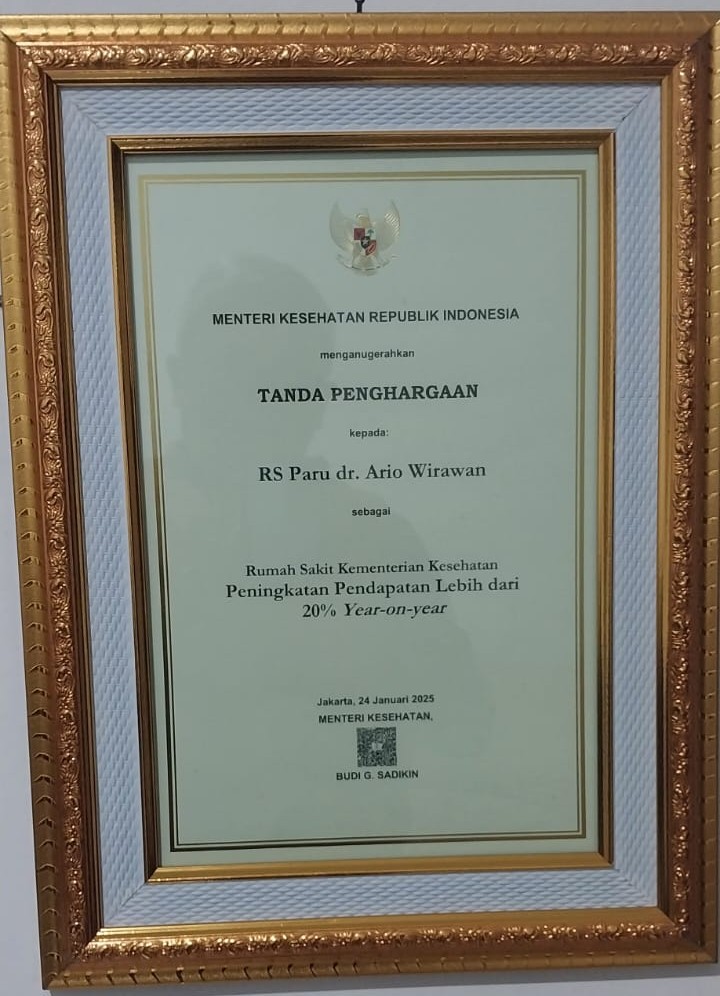 MENTERI KESEHATAN REPUBLIK INDONESIA
menganugerahkan
TANDA PENGHARGAAN
kepada:
RS Paru dr. Ario Wirawan
sebagai
Rumah Sakit Kementerian Kesehatan
Peningkatan Pendapatan Lebih dari
20% Year-on-year
Jakarta, 24 Januari 2025
MENTERI KESEHATAN,
BUDI G. SADIKIN